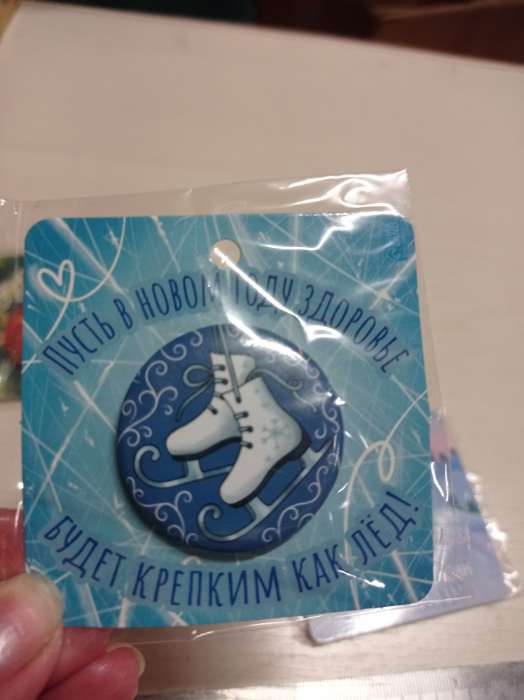 ПУСТЬ В НОВОМ ГОДУ ЗДОРОВЬЕ
БУДЕТ КРЕПКИМ КАК ЛЁД!